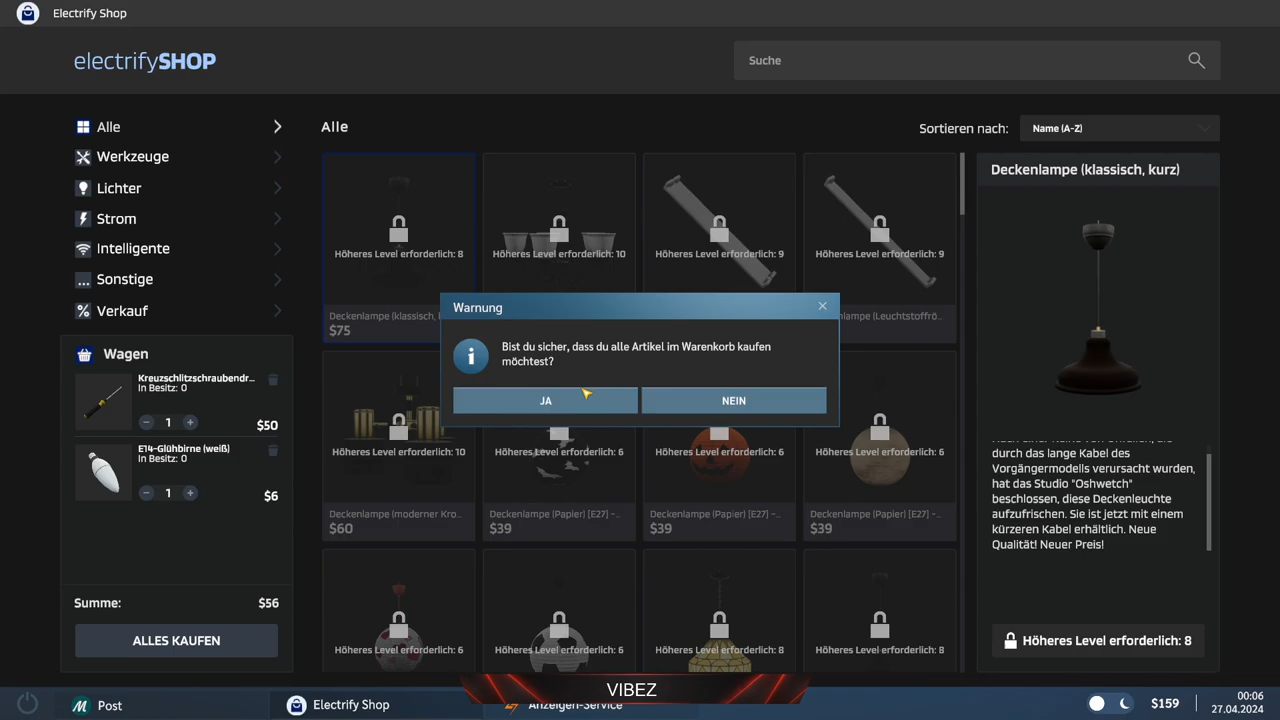 Electrify Shop
electrifySHOP
Suche
Alle
Werkzeuge
Lichter
Strom
Intelligente
Sonstige
Verkauf
Wagen
Kreuzschlitzschraubendr...
In Besitz: 0
1
$50
E14-Glühbirne (weiß)
In Besitz: 0
1
$6
Summe: $56
ALLES KAUFEN
Alle
Sortieren nach: Name (A-Z)
Höheres Level erforderlich: 8
Höheres Level erforderlich: 10
Höheres Level erforderlich: 9
Höheres Level erforderlich: 9
Deckenlampe (klassisch,
$75
Deckenlampe (Leuchtstoffrö...
Warnung
Bist du sicher, dass du alle Artikel im Warenkorb kaufen
möchtest?
JA
NEIN
Höheres Level erforderlich: 10
Höheres Level erforderlich: 6
Höheres Level erforderlich: 6
Höheres Level erforderlich: 6
Deckenlampe (moderner Kro...
$60
Deckenlampe (Papier) [E27] -...
$39
Deckenlampe (Papier) [E27] -...
$39
Deckenlampe (Papier) [E27] -...
$39
Höheres Level erforderlich: 6
Höheres Level erforderlich: 6
Höheres Level erforderlich: 8
Höheres Level erforderlich: 8
Deckenlampe (klassisch, kurz)
durch das lange Kabel des
Vorgängermodells verursacht wurden,
hat das Studio "Oshwetch"
beschlossen, diese Deckenleuchte
aufzufrischen. Sie ist jetzt mit einem
kürzeren Kabel erhältlich. Neue
Qualität! Neuer Preis!
Höheres Level erforderlich: 8
Post
Electrify Shop
Anzeigen-Service
VIBEZ
$159
00:06
27.04.2024